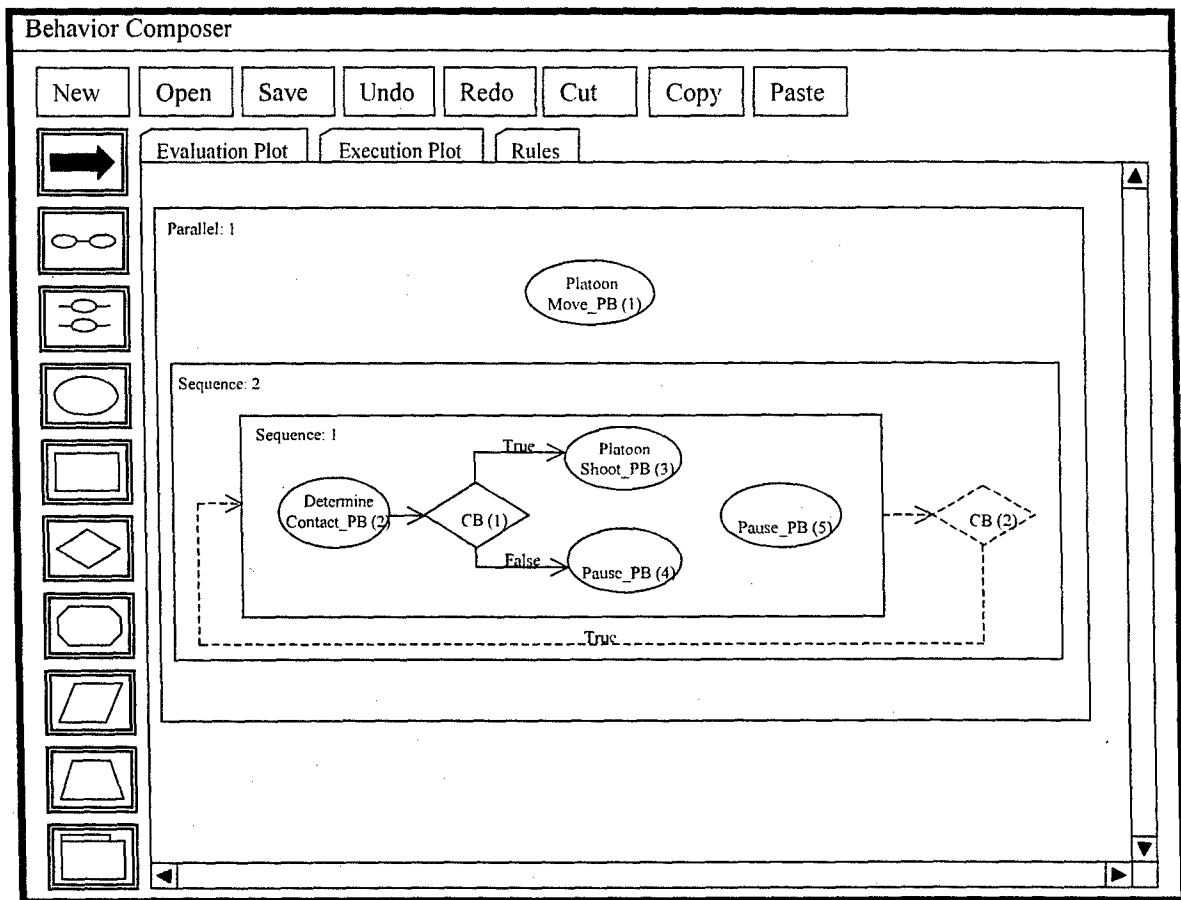 Behavior Composer
New Open Save Undo Redo Cut Copy Paste
Evaluation Plot Execution Plot Rules
Parallel: 1
Platoon
Move_PB (1)
Sequence: 2
Sequence: 1
True
Platoon
Shoot_PB (3)
Determine
Contact_PB (2)
CB (1)
Pause_PB (5)
CB (2)
False
Pause_PB (4)
True